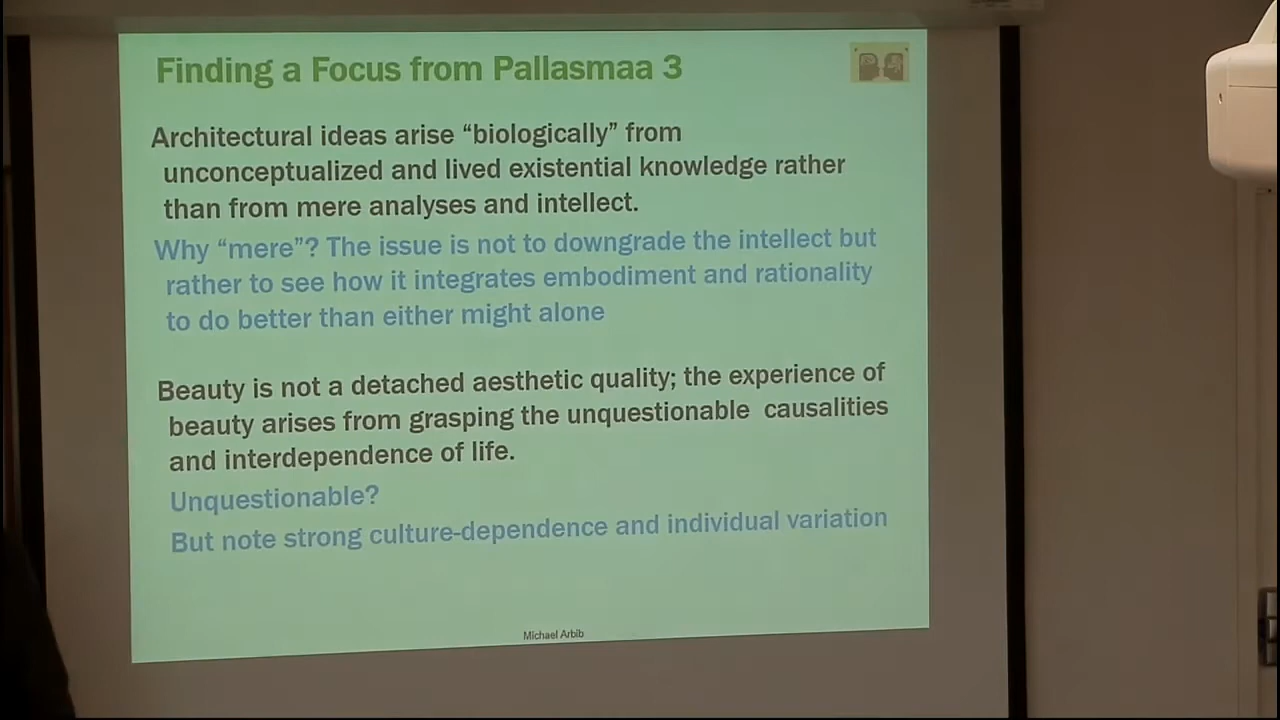 Finding a Focus from Pallasmaa 3
Architectural ideas arise “biologically” from
unconceptualized and lived existential knowledge rather
than from mere analyses and intellect.
Why “mere”? The issue is not to downgrade the intellect but
rather to see how it integrates embodiment and rationality
to do better than either might alone
Beauty is not a detached aesthetic quality; the experience of
beauty arises from grasping the unquestionable causalities
and interdependence of life.
Unquestionable?
But note strong culture-dependence and individual variation
Michael Arbib